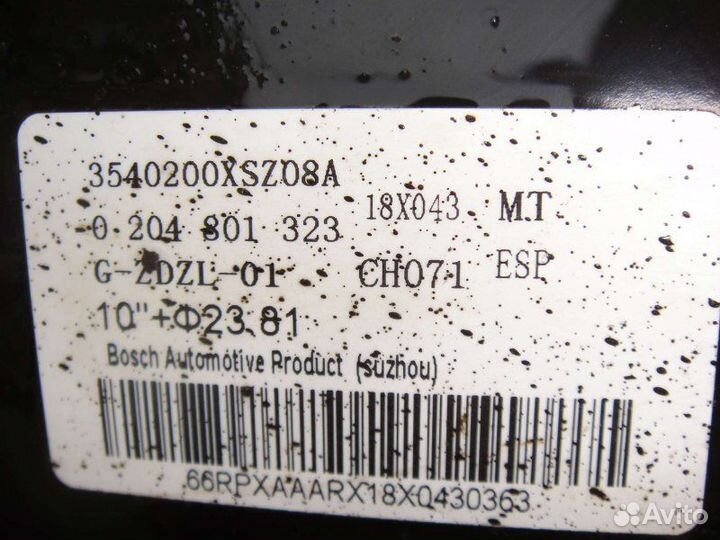 3540200XSZ08A
0 204 801 323 18X043 MT
G-ZDZL-01 CH071 ESP
10"+Φ23.81
Bosch Automotive Product (suzhou)
66RPXAAARX18X0430363
Avito